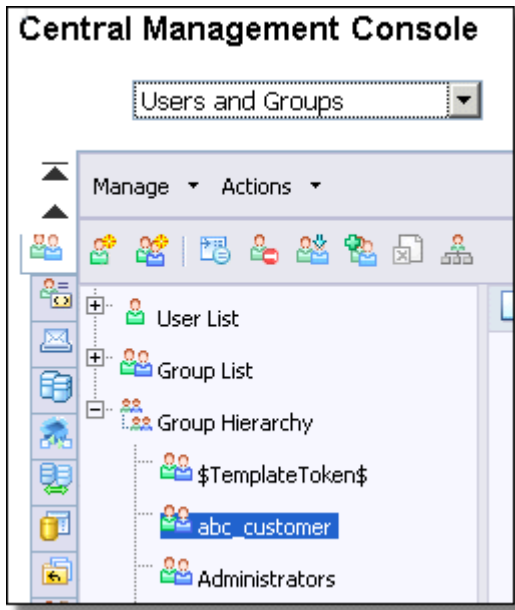 Central Management Console
Users and Groups
Manage Actions
User List
Group List
Group Hierarchy
$TemplateToken$
abc_customer
Administrators